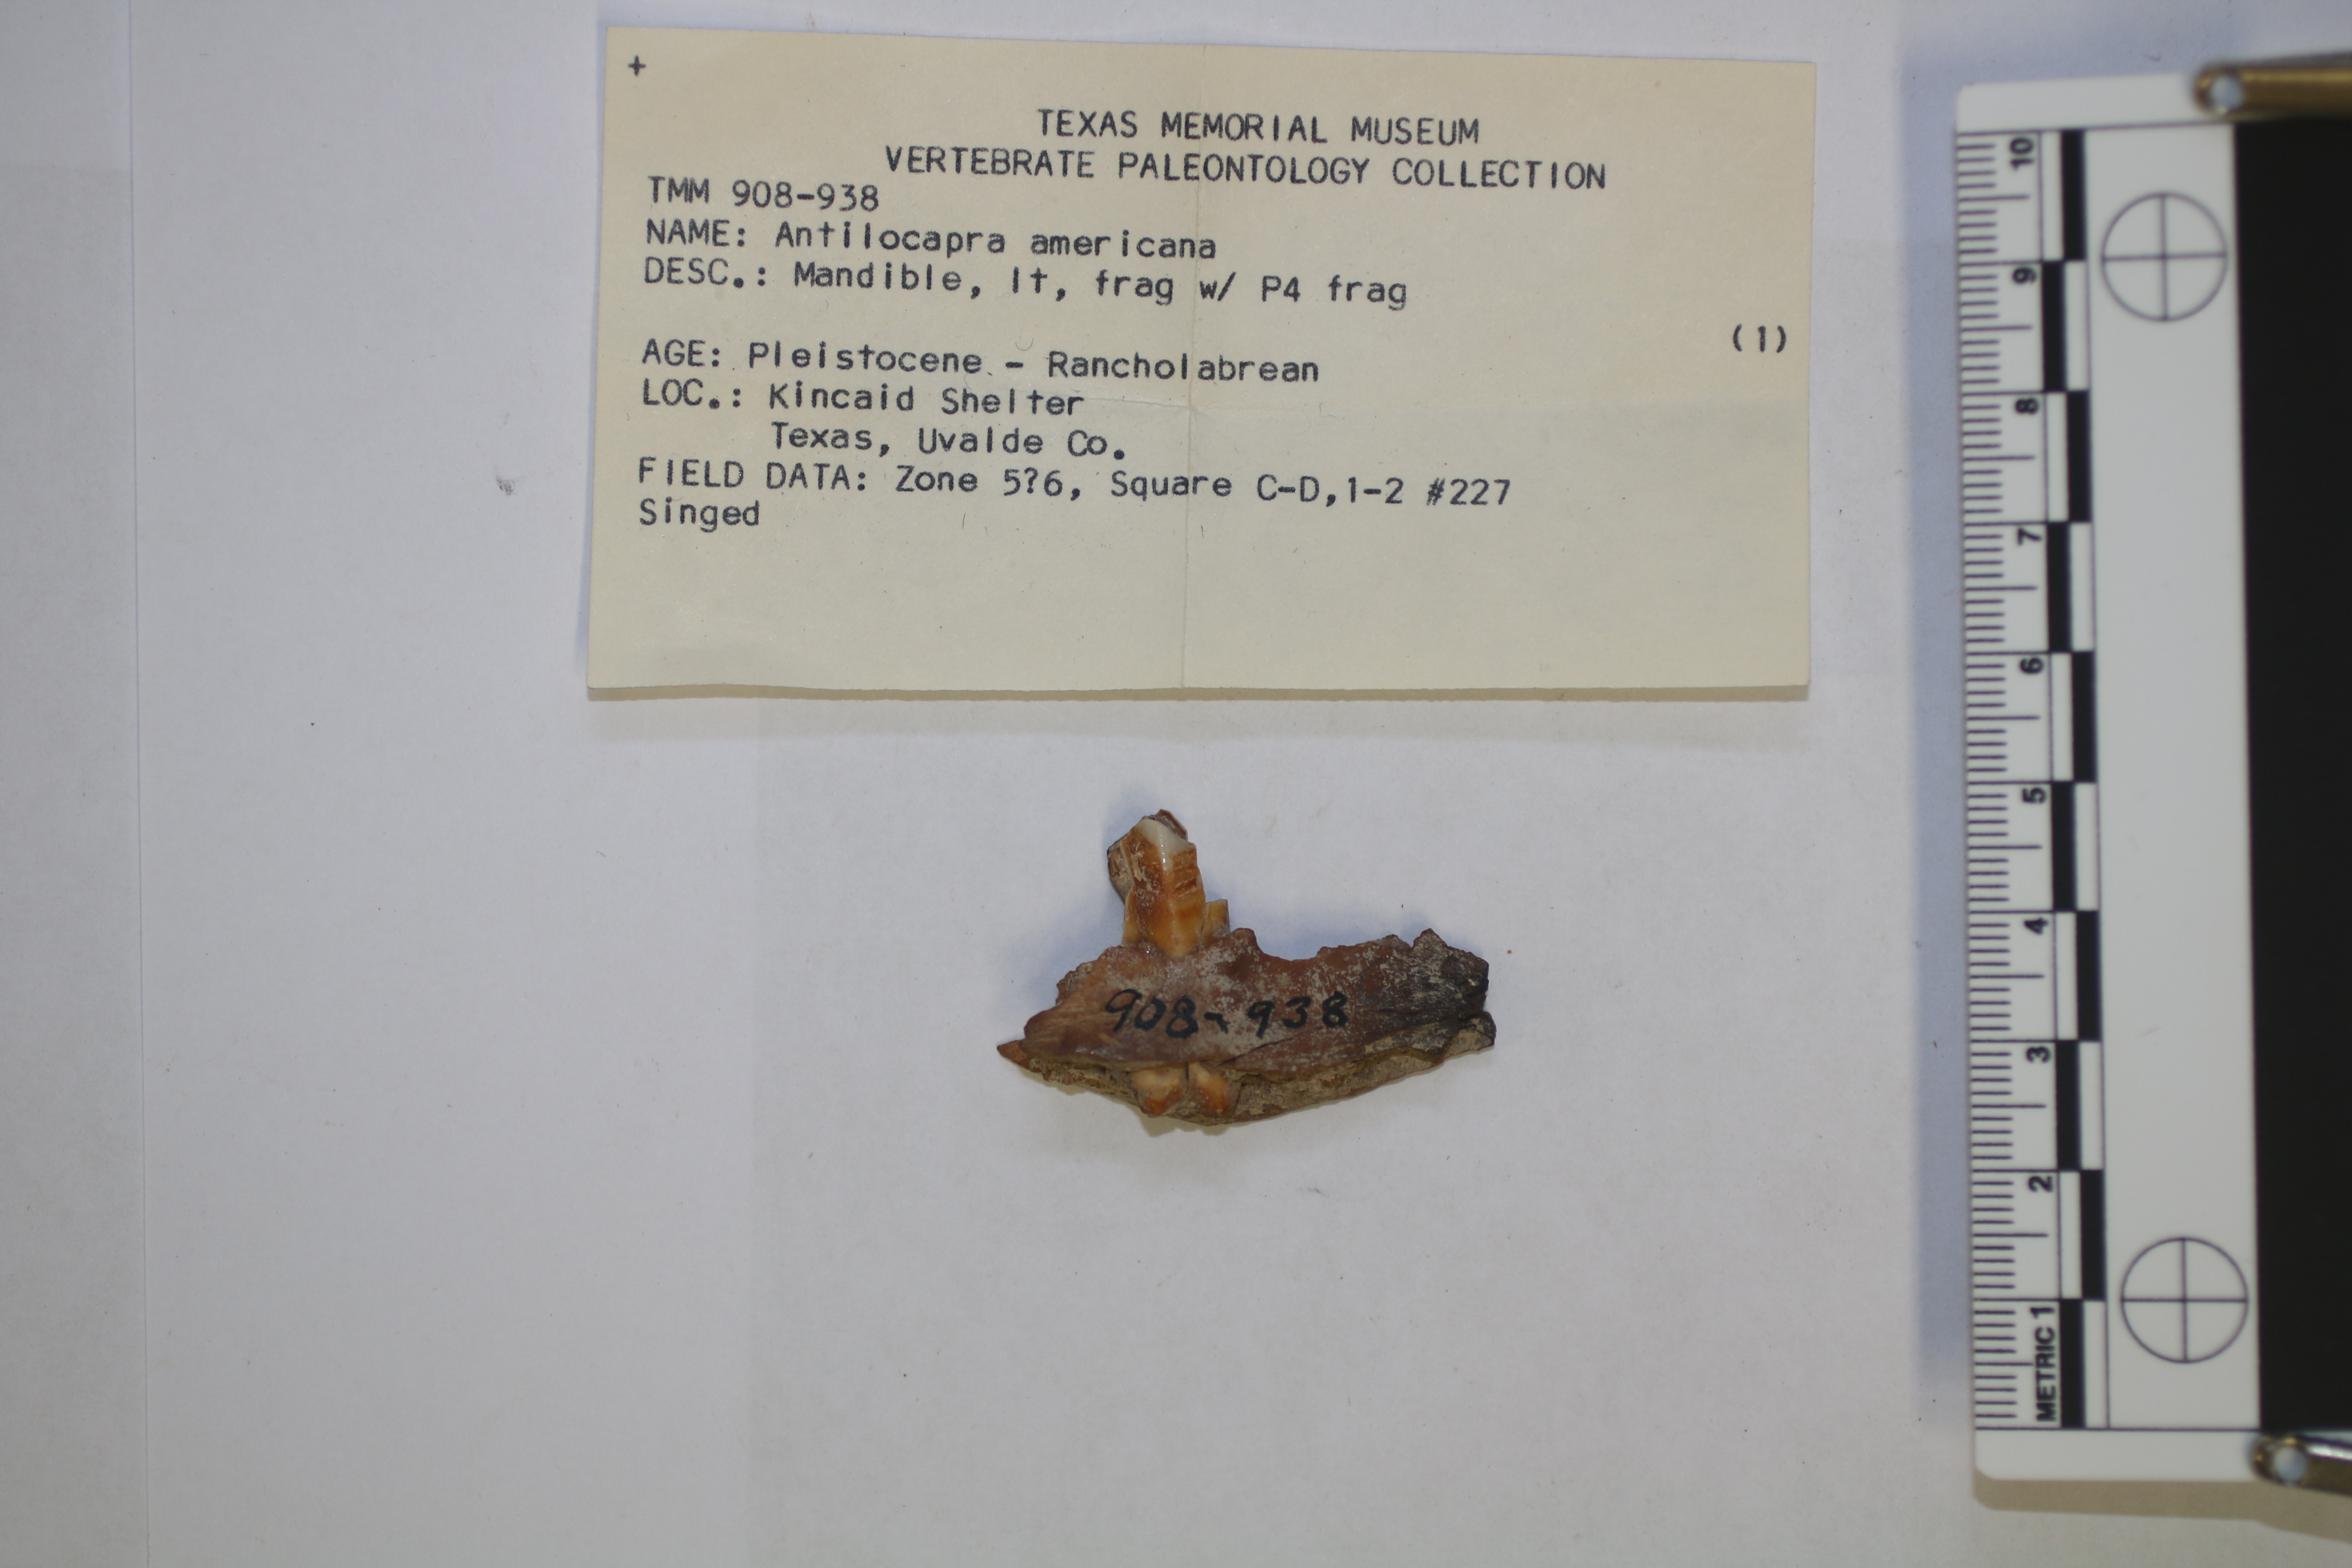 +
TEXAS MEMORIAL MUSEUM
VERTEBRATE PALEONTOLOGY COLLECTION
TMM 908-938
NAME: Antilocapra americana
DESC.: Mandible, lt, frag w/ P4 frag
(1)
AGE: Pleistocene - Rancholabrean
LOC.: Kincaid Shelter
Texas, Uvalde Co.
FIELD DATA: Zone 5?6, Square C-D,1-2 #227
Singed
908-938
10
9
8
7
6
5
4
3
2
METRIC 1